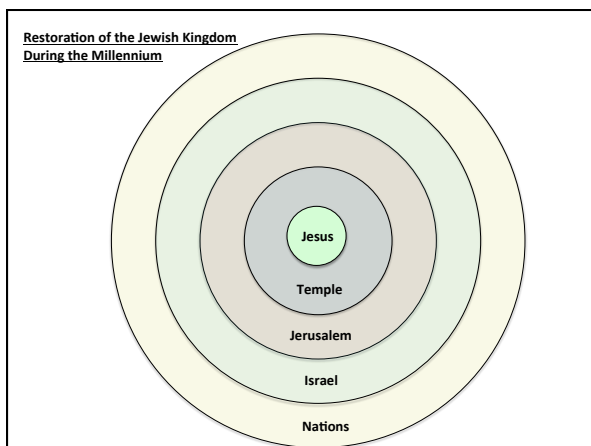 Restoration of the Jewish Kingdom
During the Millennium
Jesus
Temple
Jerusalem
Israel
Nations